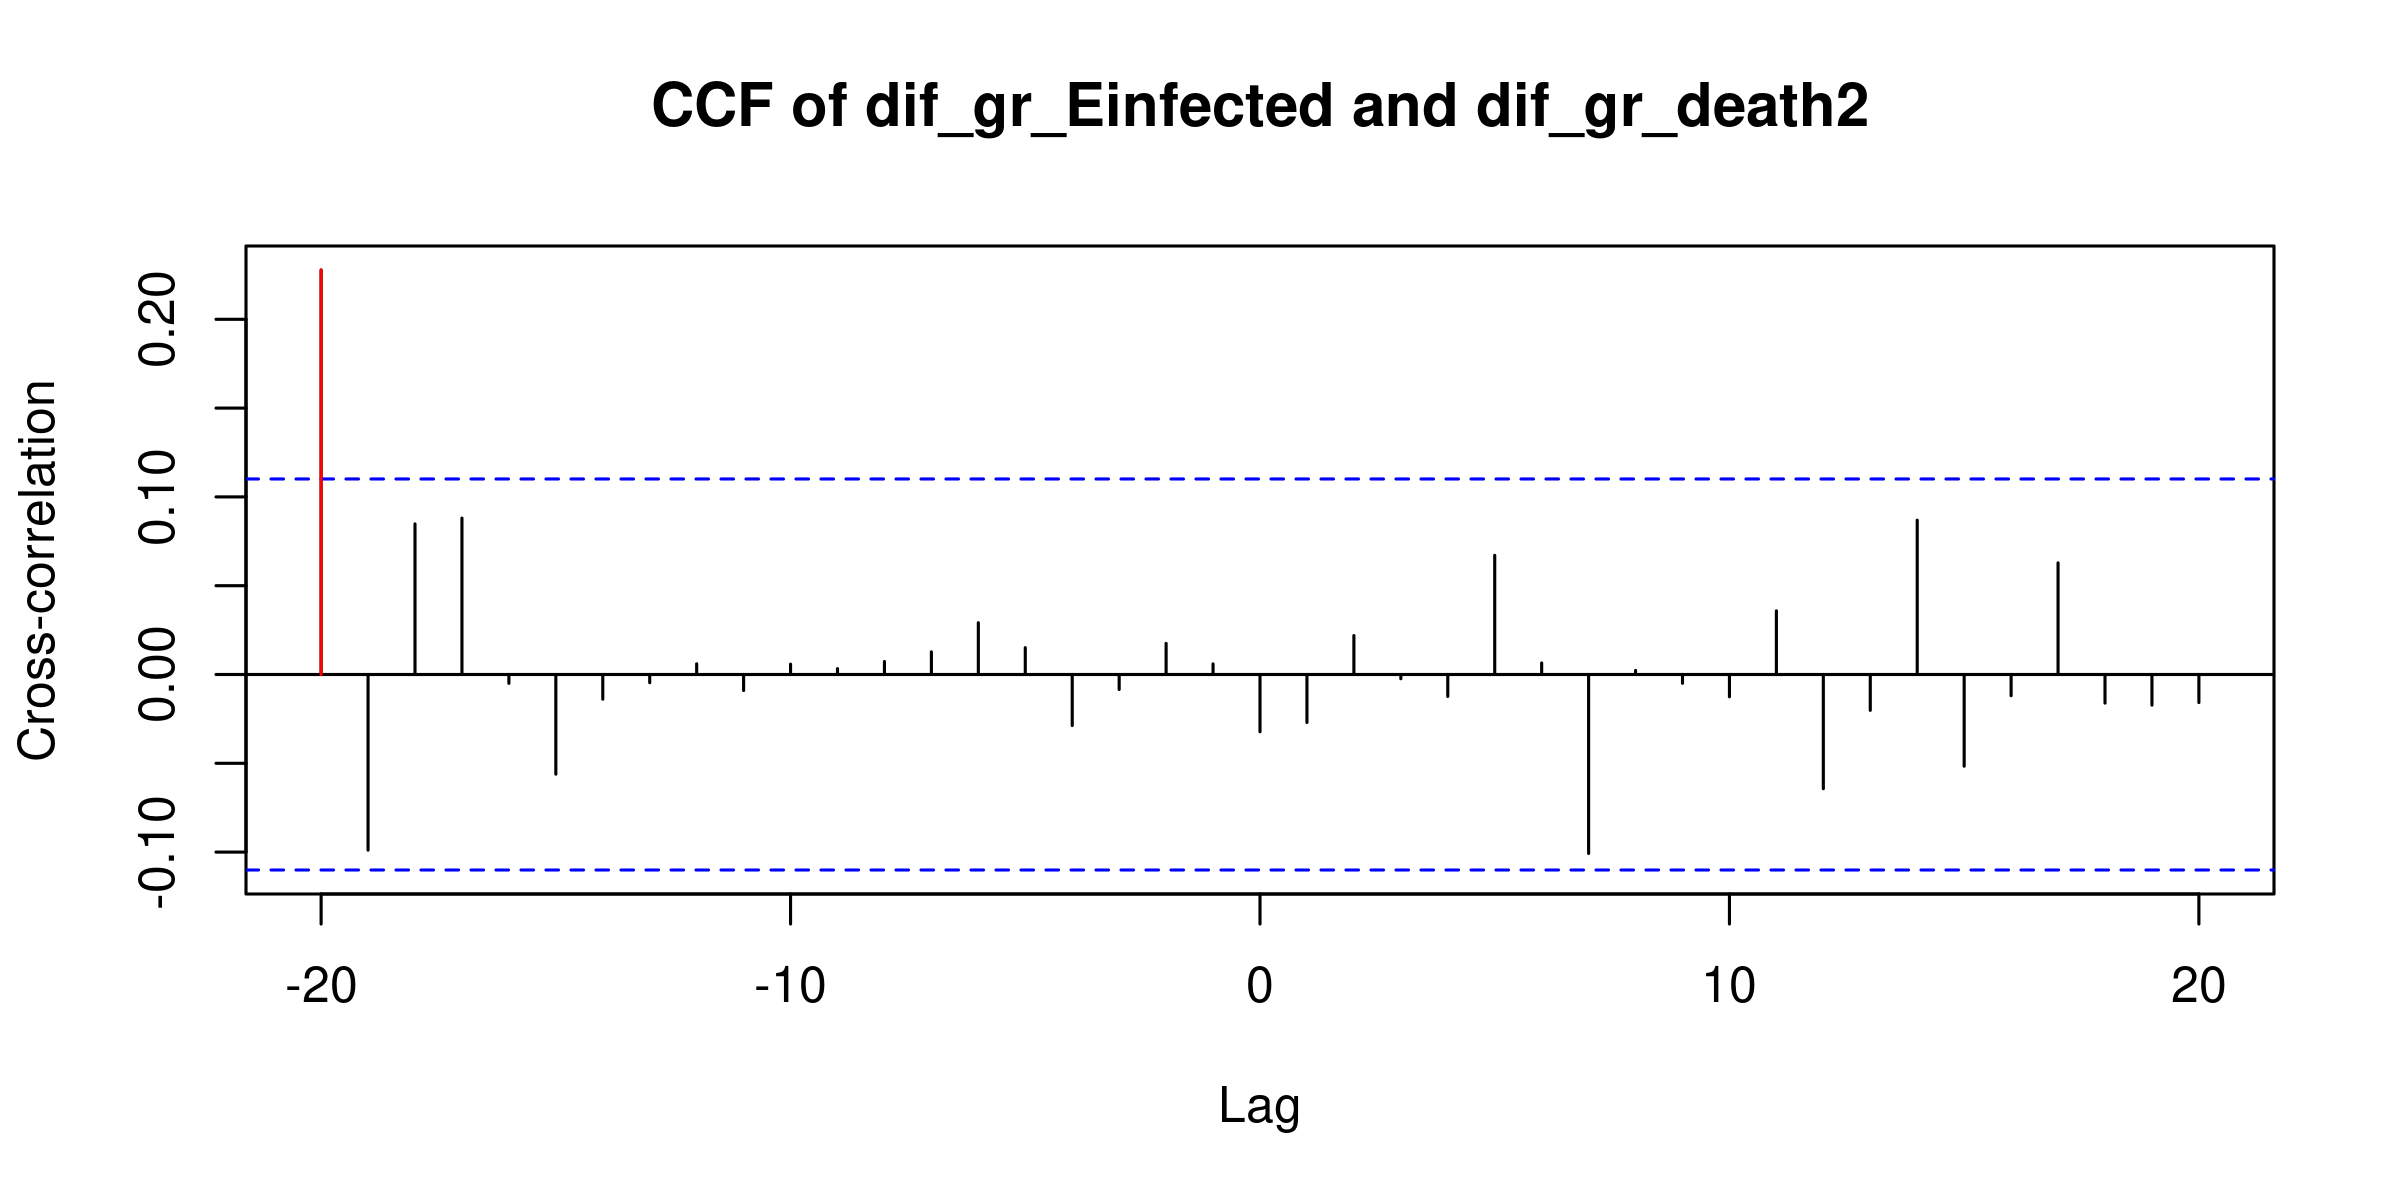 CCF of dif_gr_Einfected and dif_gr_death2
Cross-correlation
0.20
0.10
0.00
-0.10
-20 -10 0 10 20
Lag